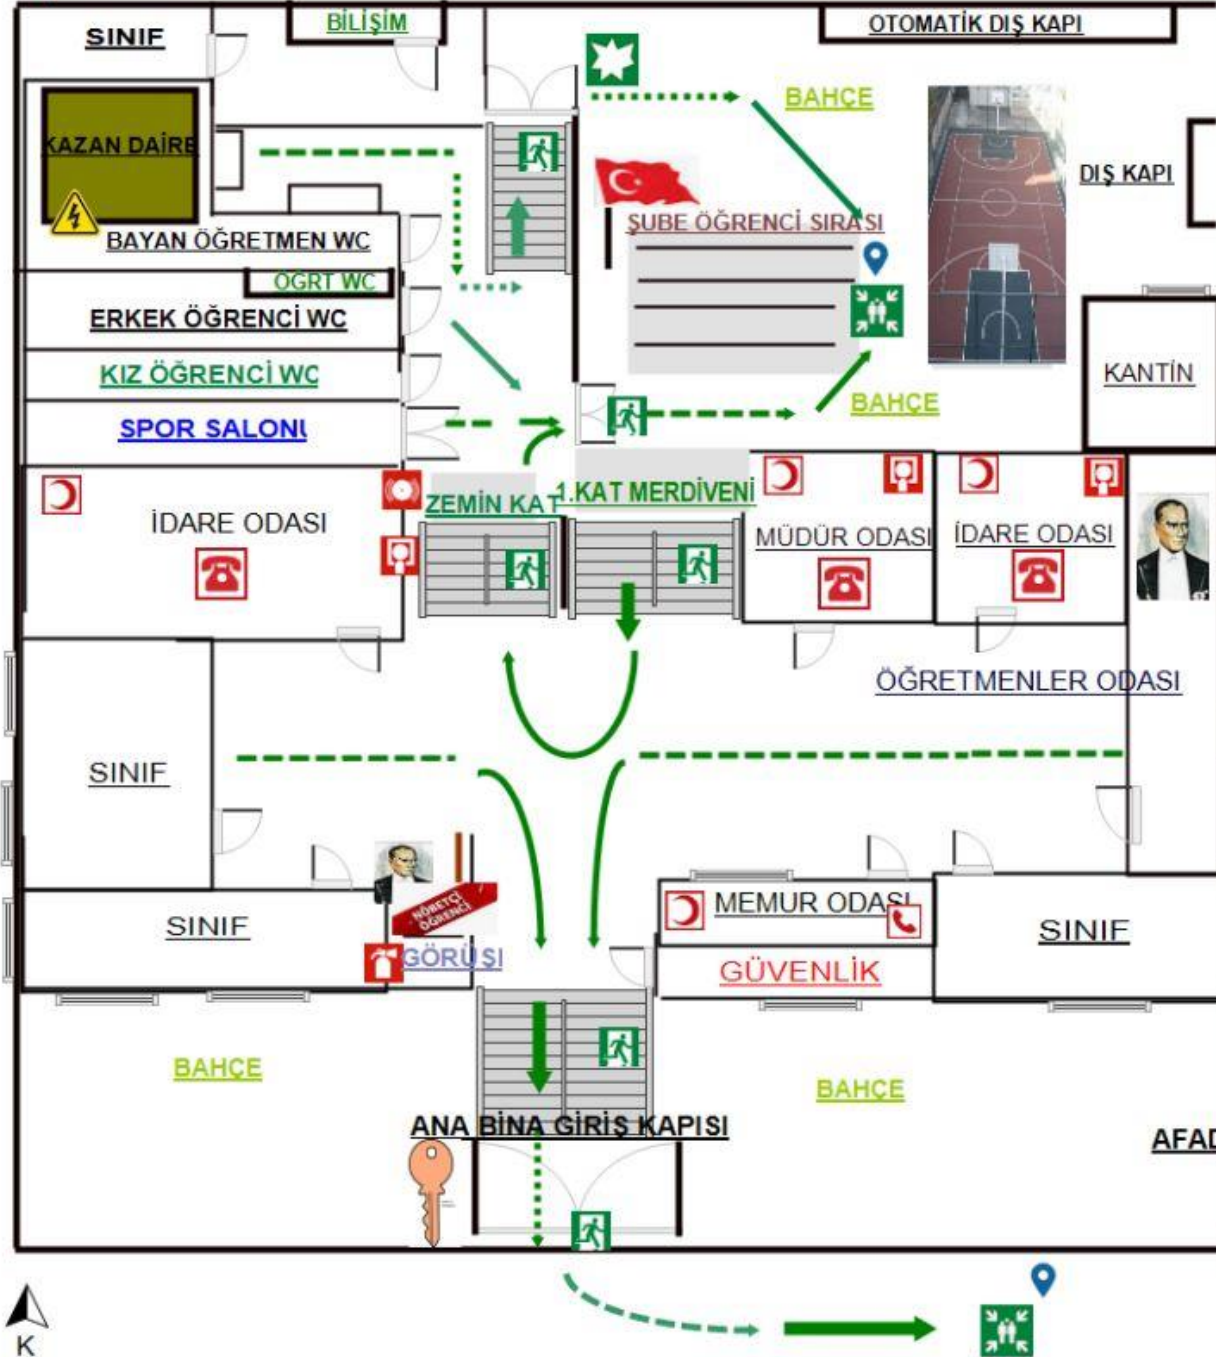 SINIF
BİLİŞİM
OTOMATİK DIŞ KAPI
BAHÇE
KAZAN DAİRE
DIŞ KAPI
ŞUBE ÖĞRENCİ SIRASI
BAYAN ÖĞRETMEN WC
ÖGRT WC
ERKEK ÖĞRENCİ WC
KIZ ÖĞRENCİ WC
KANTİN
BAHÇE
SPOR SALONU
ZEMİN KAT
1.KAT MERDİVENİ
İDARE ODASI
MÜDÜR ODASI
İDARE ODASI
ÖĞRETMENLER ODASI
SINIF
NÖBETÇİ
ÖĞRENCİ
MEMUR ODASI
SINIF
SINIF
GÖRÜŞ
GÜVENLİK
BAHÇE
BAHÇE
ANA BİNA GİRİŞ KAPISI
AFAD
K